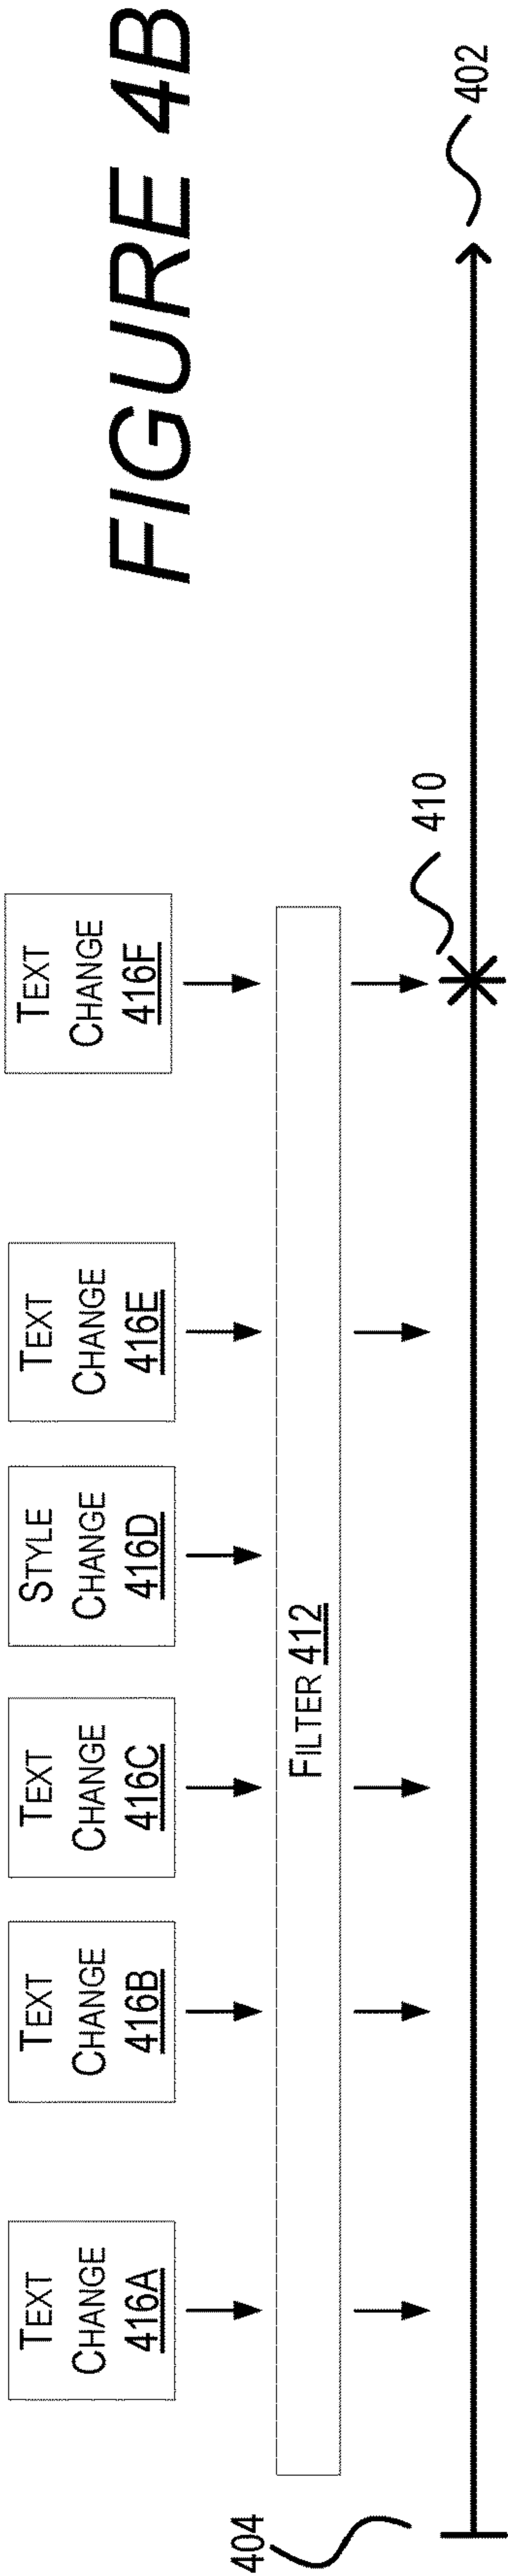 TEXT
CHANGE
416A
TEXT
CHANGE
416B
TEXT
CHANGE
416C
STYLE
CHANGE
416D
TEXT
CHANGE
416E
TEXT
CHANGE
416F
FILTER 412
404
410
402
FIGURE 4B